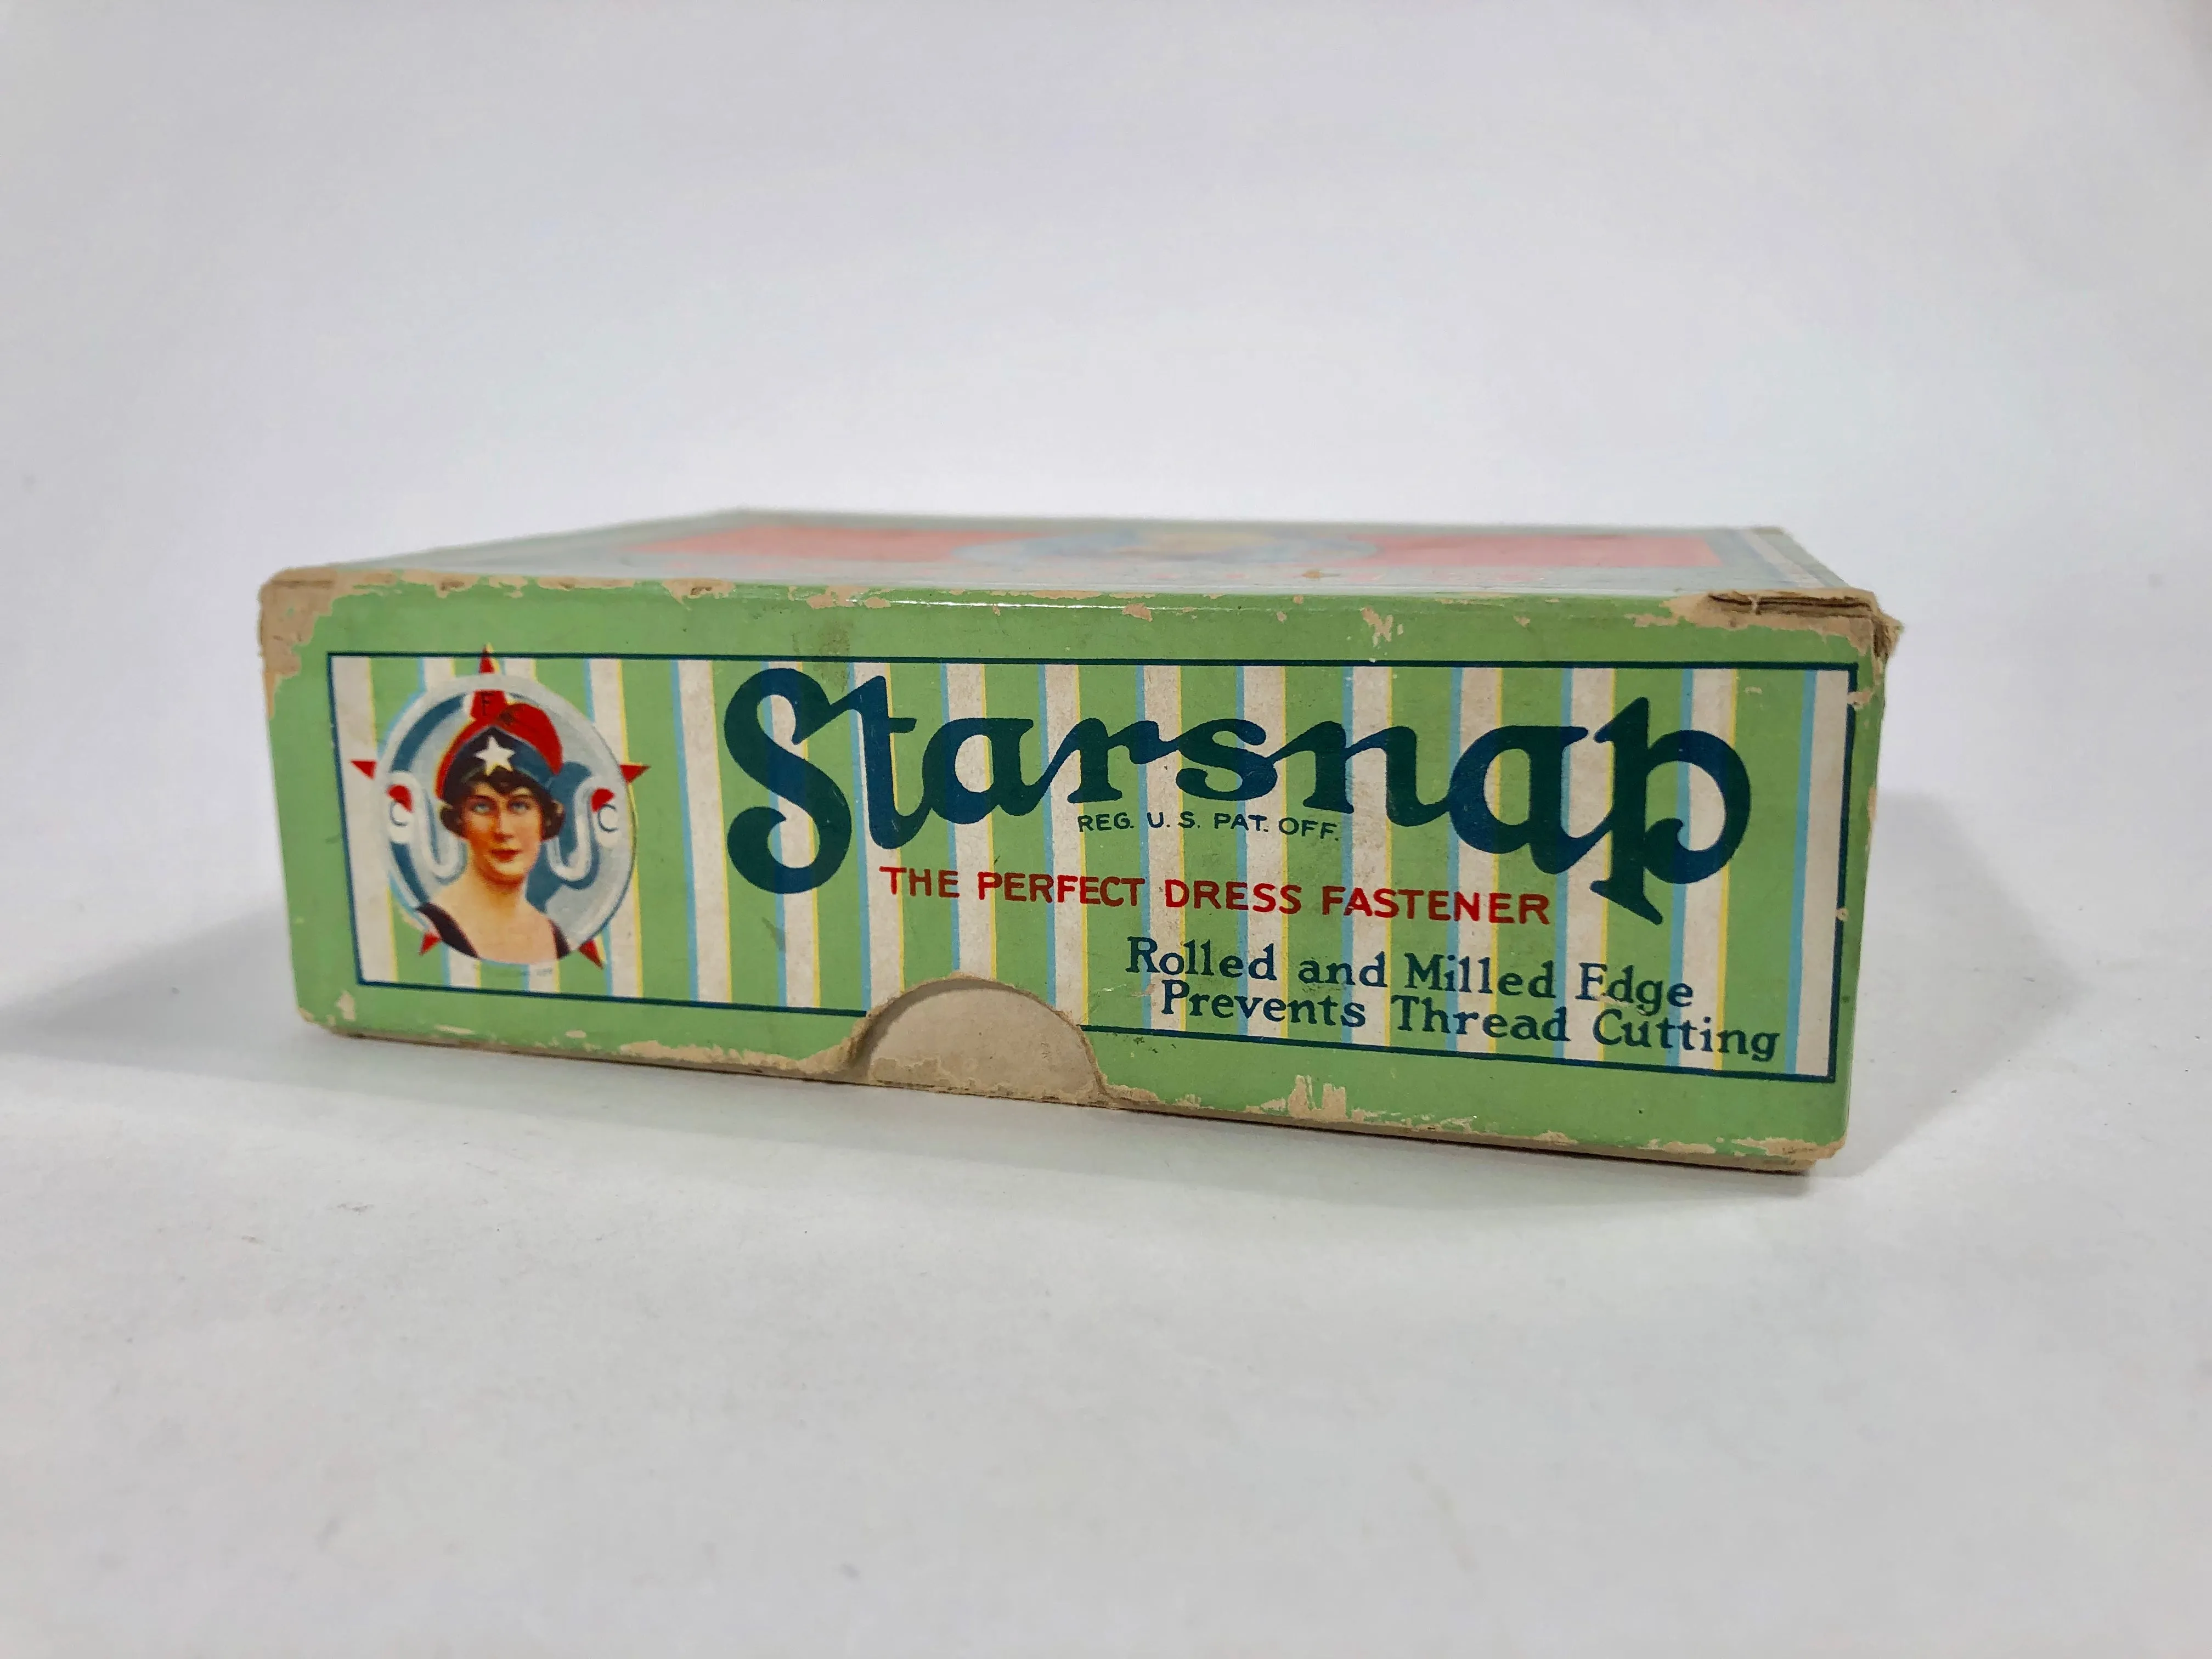 F
C C
Starsnap
REG. U. S. PAT. OFF.
THE PERFECT DRESS FASTENER
Rolled and Milled Edge
Prevents Thread Cutting